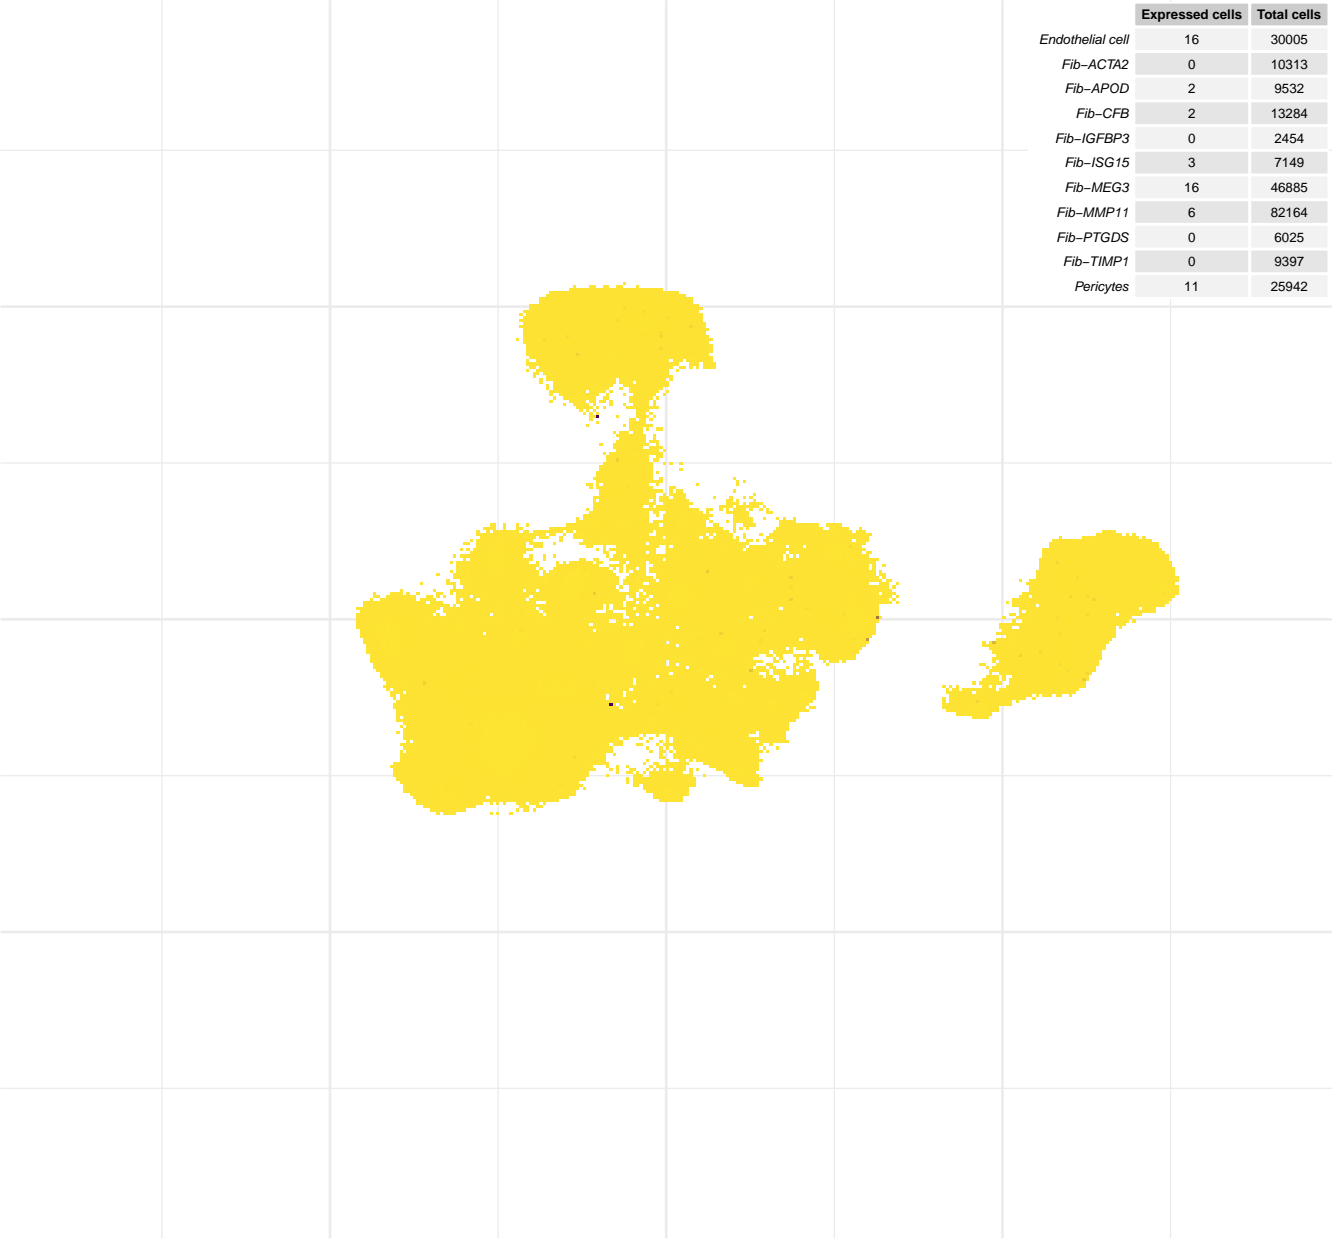 Expressed cells Total cells
Endothelial cell 16 30005
Fib−ACTA2 0 10313
Fib−APOD 2 9532
Fib−CFB 2 13284
Fib−IGFBP3 0 2454
Fib−ISG15 3 7149
Fib−MEG3 16 46885
Fib−MMP11 6 82164
Fib−PTGDS 0 6025
Fib−TIMP1 0 9397
Pericytes 11 25942